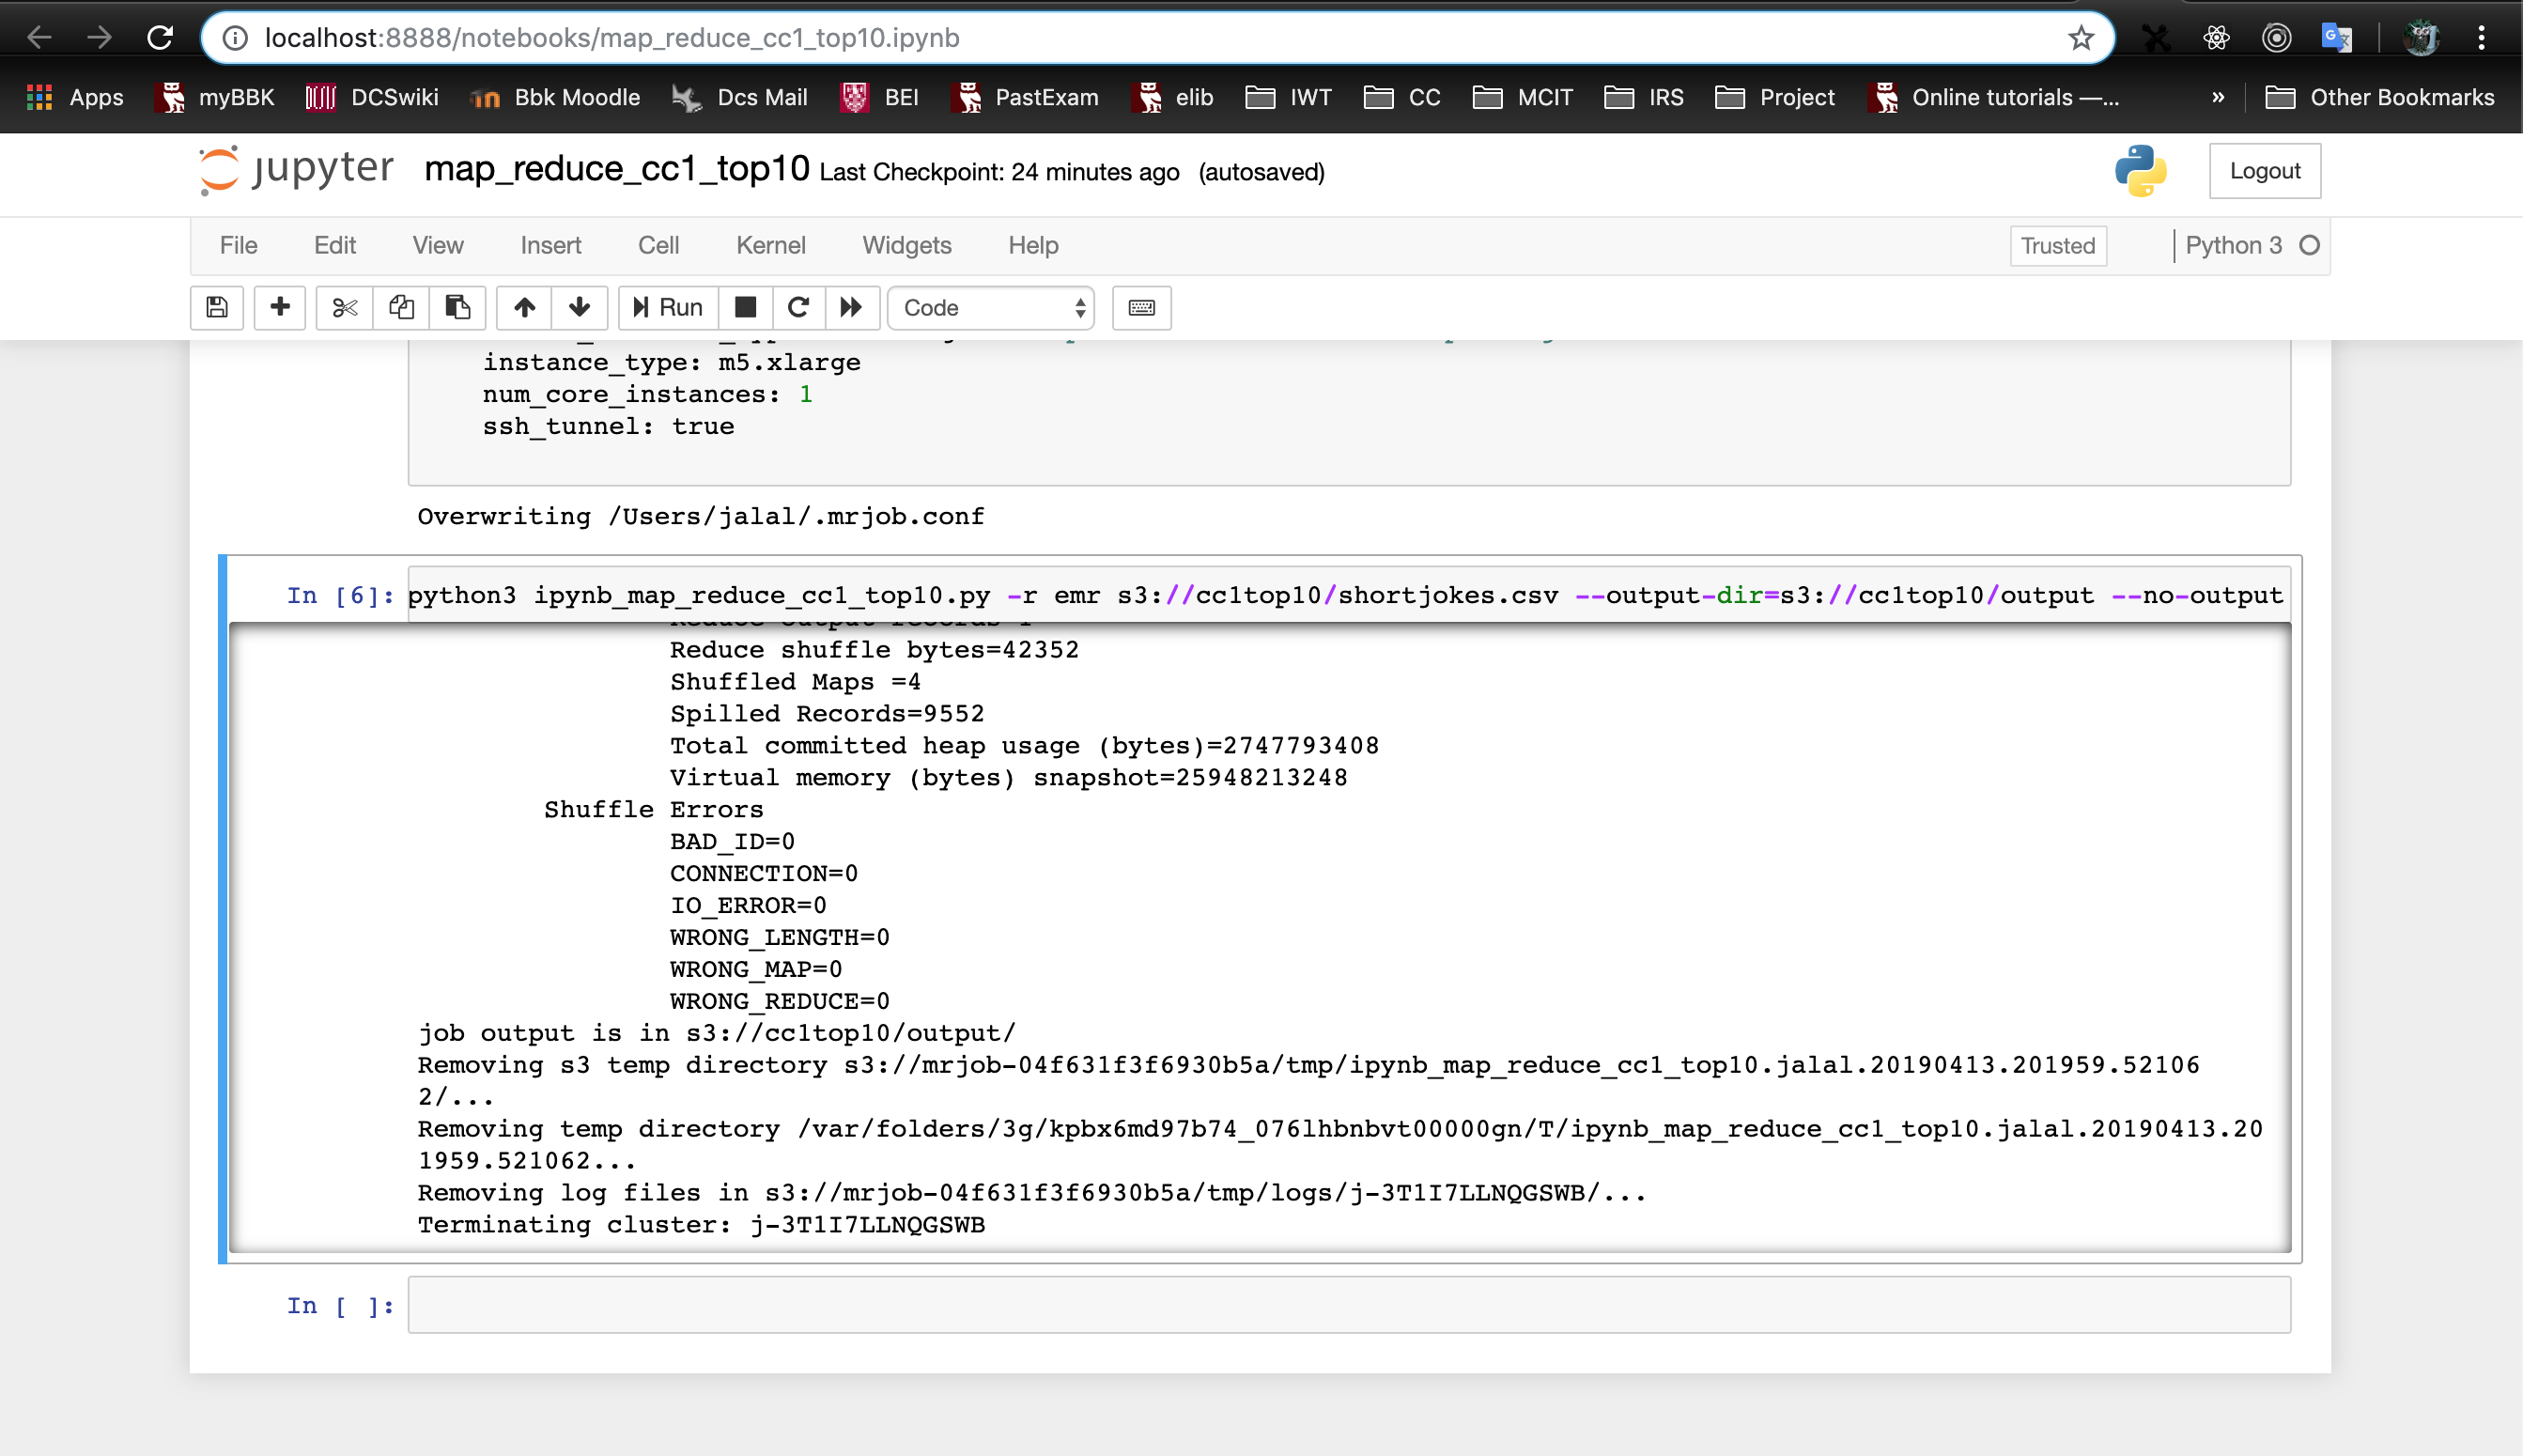 localhost:8888/notebooks/map_reduce_cc1_top10.ipynb
Apps myBBK DCSwiki Bbk Moodle Dcs Mail BEI PastExam elib IWT CC MCIT IRS Project Online tutorials —... » Other Bookmarks
jupyter map_reduce_cc1_top10 Last Checkpoint: 24 minutes ago (autosaved) Logout
File Edit View Insert Cell Kernel Widgets Help Trusted Python 3
Run Code
instance_type: m5.xlarge
num_core_instances: 1
ssh_tunnel: true
Overwriting /Users/jalal/.mrjob.conf
In [6]: python3 ipynb_map_reduce_cc1_top10.py -r emr s3://cc1top10/shortjokes.csv --output-dir=s3://cc1top10/output --no-output
Reduce output records
Reduce shuffle bytes=42352
Shuffled Maps =4
Spilled Records=9552
Total committed heap usage (bytes)=2747793408
Virtual memory (bytes) snapshot=25948213248
Shuffle Errors
BAD_ID=0
CONNECTION=0
IO_ERROR=0
WRONG_LENGTH=0
WRONG_MAP=0
WRONG_REDUCE=0
job output is in s3://cc1top10/output/
Removing s3 temp directory s3://mrjob-04f631f3f6930b5a/tmp/ipynb_map_reduce_cc1_top10.jalal.20190413.201959.52106
2/...
Removing temp directory /var/folders/3g/kpbx6md97b74_076lhbnbvt00000gn/T/ipynb_map_reduce_cc1_top10.jalal.20190413.20
1959.521062...
Removing log files in s3://mrjob-04f631f3f6930b5a/tmp/logs/j-3T1I7LLNQGSWB/...
Terminating cluster: j-3T1I7LLNQGSWB
In [ ]: